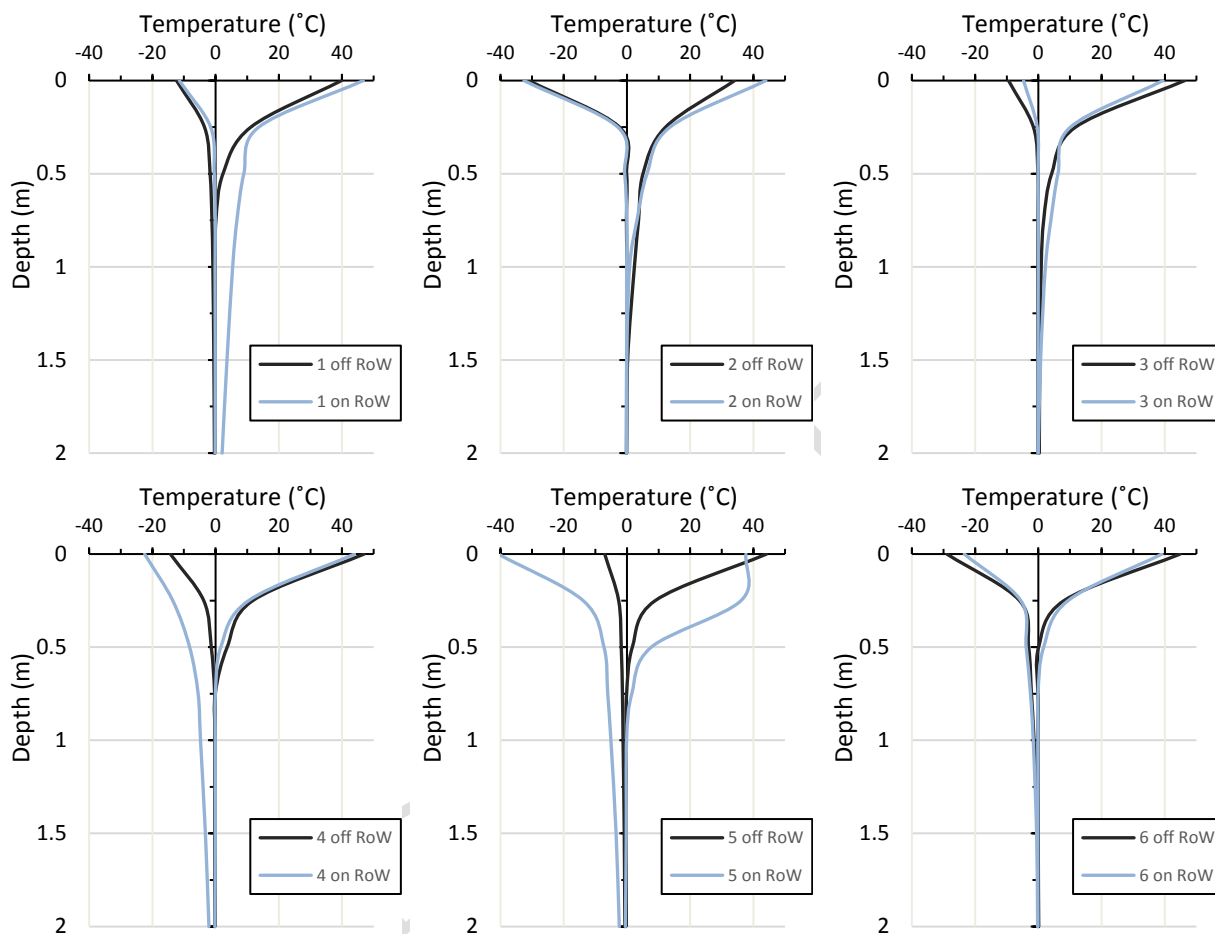 Temperature (˚C)
-40 -20 0 20 40
0
0.5
1
1.5
2
Depth (m)
1 off RoW
1 on RoW
Temperature (˚C)
-40 -20 0 20 40
0
0.5
1
1.5
2
Depth (m)
2 off RoW
2 on RoW
Temperature (˚C)
-40 -20 0 20 40
0
0.5
1
1.5
2
Depth (m)
3 off RoW
3 on RoW
Temperature (˚C)
-40 -20 0 20 40
0
0.5
1
1.5
2
Depth (m)
4 off RoW
4 on RoW
Temperature (˚C)
-40 -20 0 20 40
0
0.5
1
1.5
2
Depth (m)
5 off RoW
5 on RoW
Temperature (˚C)
-40 -20 0 20 40
0
0.5
1
1.5
2
Depth (m)
6 off RoW
6 on RoW